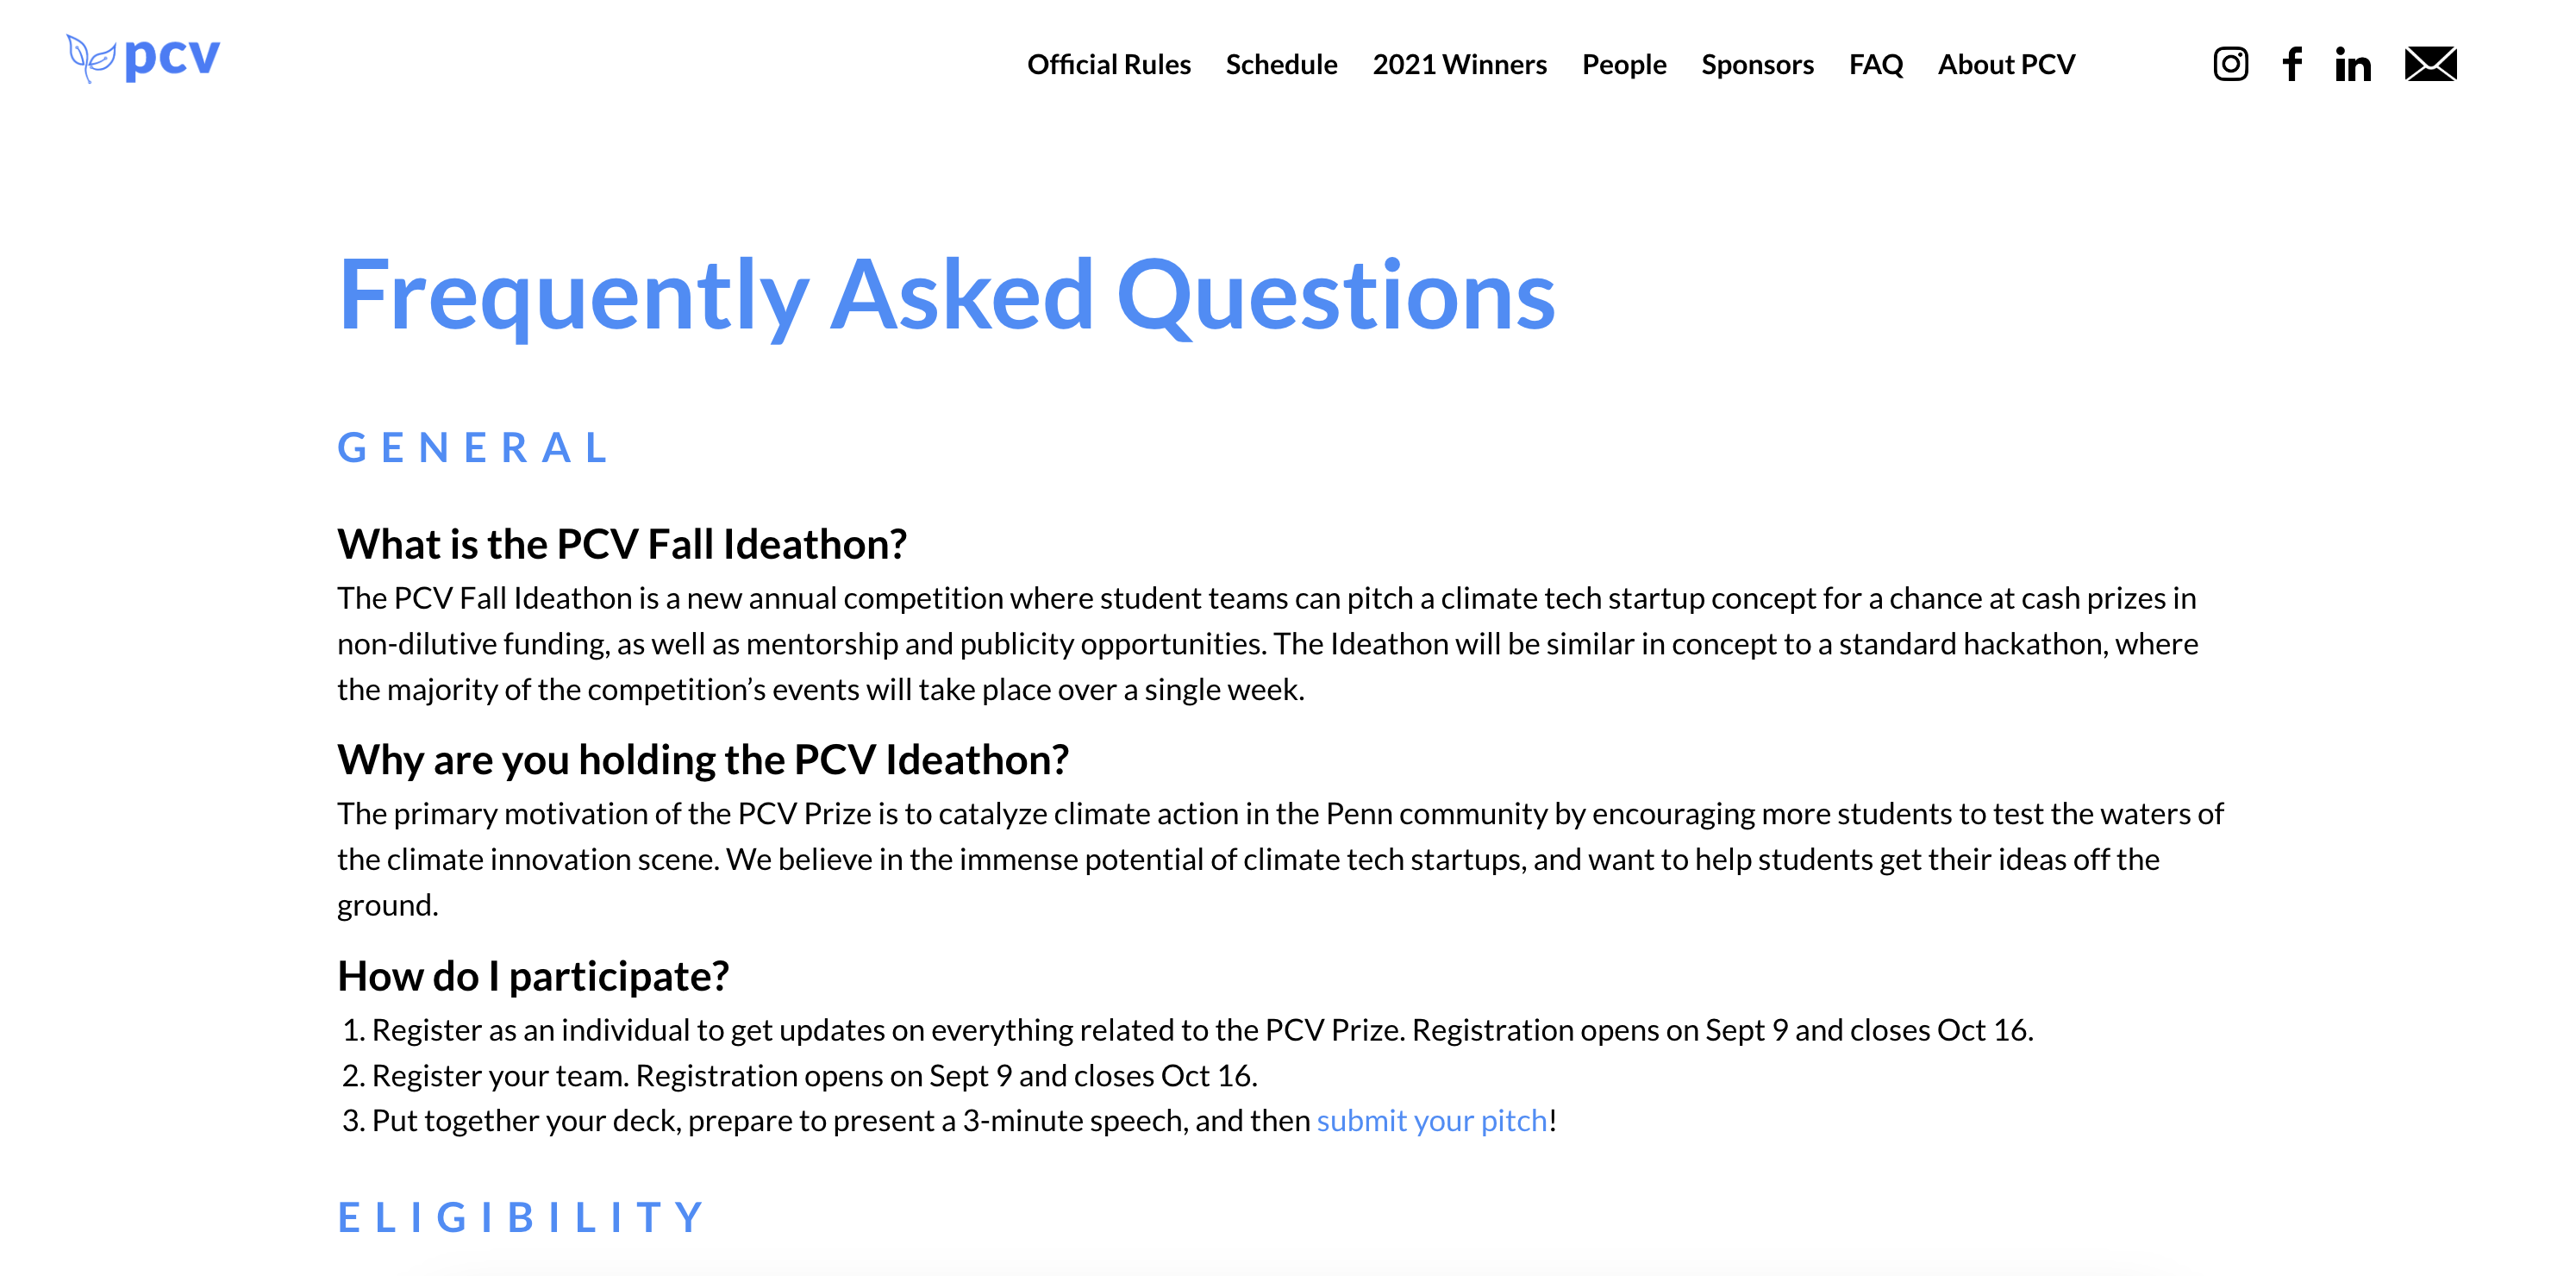 pcv
Official Rules Schedule 2021 Winners People Sponsors FAQ About PCV
Frequently Asked Questions
GENERAL
What is the PCV Fall Ideathon?
The PCV Fall Ideathon is a new annual competition where student teams can pitch a climate tech startup concept for a chance at cash prizes in
non-dilutive funding, as well as mentorship and publicity opportunities. The Ideathon will be similar in concept to a standard hackathon, where
the majority of the competition’s events will take place over a single week.
Why are you holding the PCV Ideathon?
The primary motivation of the PCV Prize is to catalyze climate action in the Penn community by encouraging more students to test the waters of
the climate innovation scene. We believe in the immense potential of climate tech startups, and want to help students get their ideas off the
ground.
How do I participate?
1. Register as an individual to get updates on everything related to the PCV Prize. Registration opens on Sept 9 and closes Oct 16.
2. Register your team. Registration opens on Sept 9 and closes Oct 16.
3. Put together your deck, prepare to present a 3-minute speech, and then submit your pitch!
ELIGIBILITY